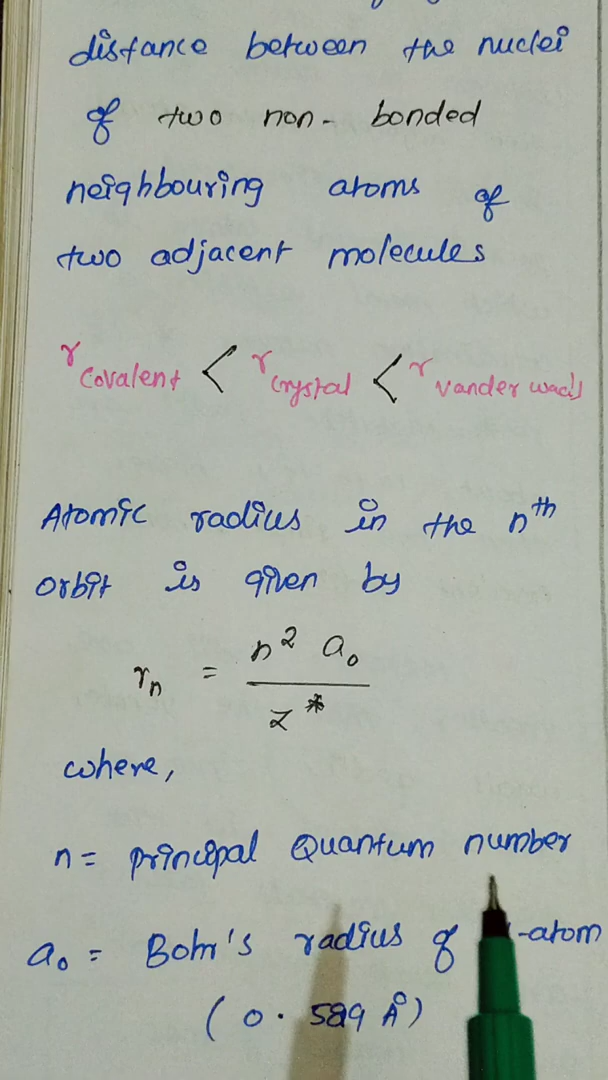 distance between the nuclei
of two non-bonded
neighbouring atoms of
two adjacent molecules
r covalent < r crystal < r vander waal's
Atomic radius in the nth
orbit is given by
rn = n² a₀ / z*
where,
n = principal Quantum number
a₀ = Bohr's radius of -atom
(0.529 Å)